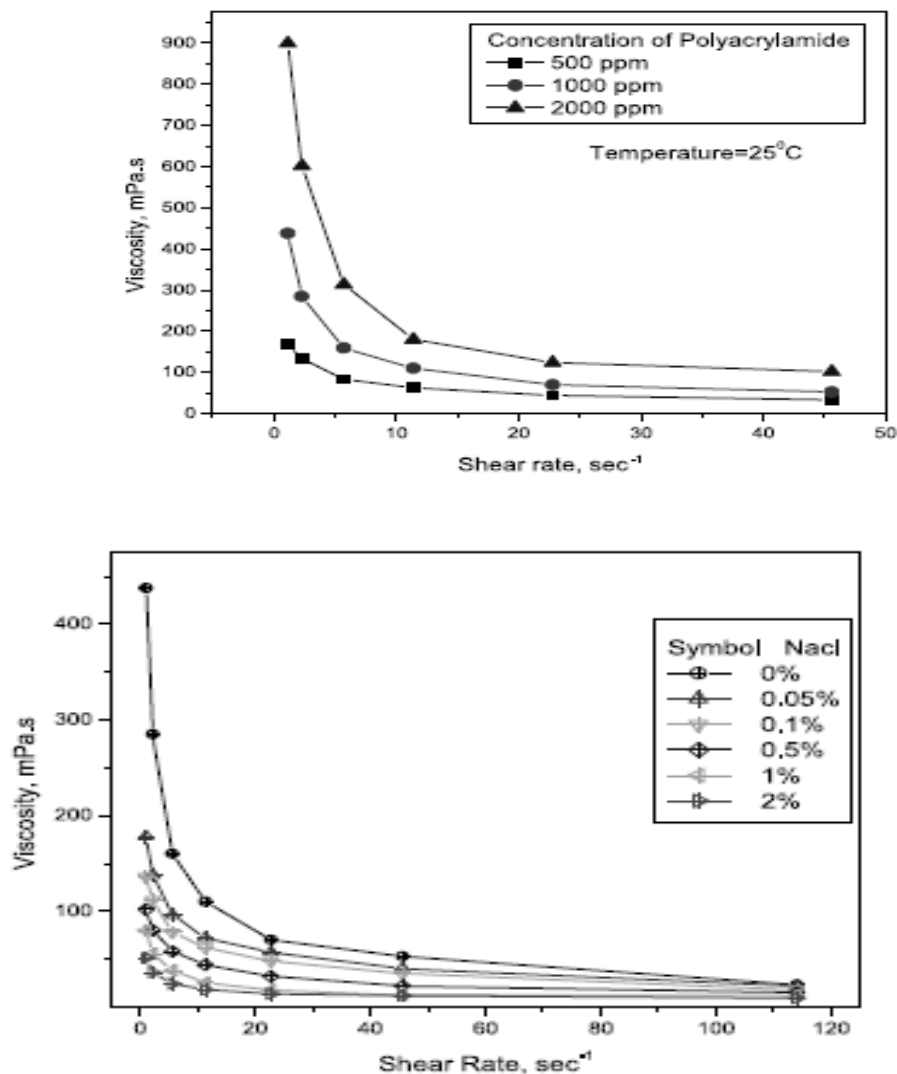 900
800
700
600
500
400
300
200
100
0
Viscosity, mPa.s
Concentration of Polyacrylamide
500 ppm
1000 ppm
2000 ppm
Temperature=25⁰C
0 10 20 30 40 50
Shear rate, sec⁻¹
400
300
200
100
Viscosity, mPa.s
Symbol Nacl
0%
0.05%
0.1%
0.5%
1%
2%
0 20 40 60 80 100 120
Shear Rate, sec⁻¹